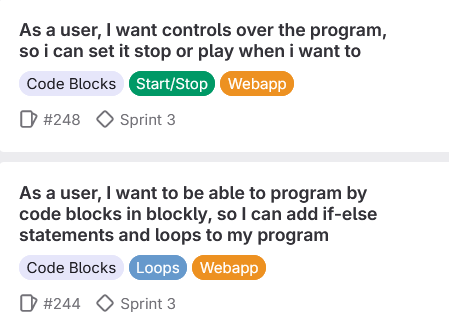 As a user, I want controls over the program,
so i can set it stop or play when i want to
Code Blocks Start/Stop Webapp
#248 Sprint 3
As a user, I want to be able to program by
code blocks in blockly, so I can add if-else
statements and loops to my program
Code Blocks Loops Webapp
#244 Sprint 3